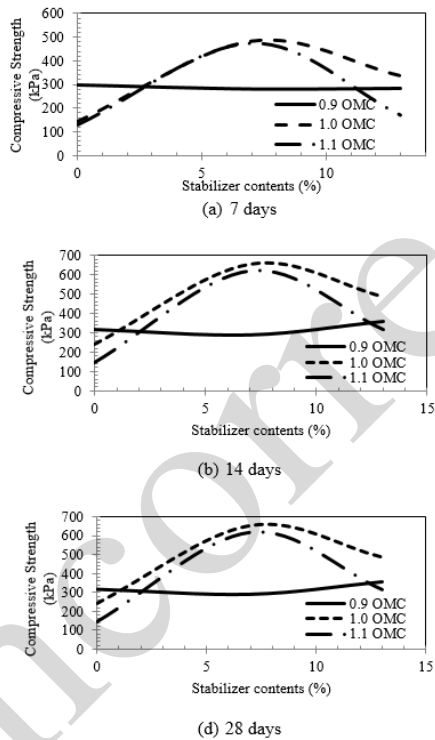 Compressive Strength
(kPa)
600
500
400
300
200
100
0
0.9 OMC
1.0 OMC
1.1 OMC
0
5
10
15
Stabilizer contents (%)
(a) 7 days
Compressive Strength
(kPa)
700
600
500
400
300
200
100
0
0.9 OMC
1.0 OMC
1.1 OMC
0
5
10
15
Stabilizer contents (%)
(b) 14 days
Compressive Strength
(kPa)
700
600
500
400
300
200
100
0
0.9 OMC
1.0 OMC
1.1 OMC
0
5
10
15
Stabilizer contents (%)
(d) 28 days
ncorre